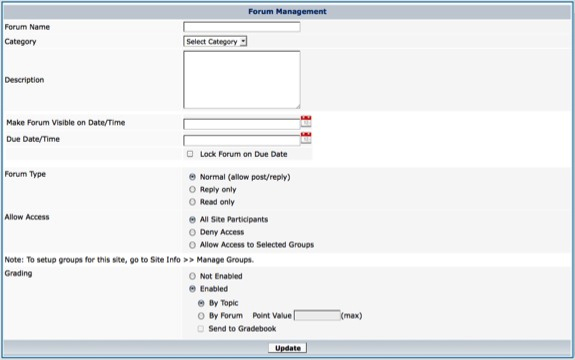 Forum Management
Forum Name
Category Select Category
Description
Make Forum Visible on Date/Time
Due Date/Time
Lock Forum on Due Date
Forum Type Normal (allow post/reply)
Reply only
Read only
Allow Access All Site Participants
Deny Access
Allow Access to Selected Groups
Note: To setup groups for this site, go to Site Info >> Manage Groups.
Grading Not Enabled
Enabled
By Topic
By Forum Point Value (max)
Send to Gradebook
Update